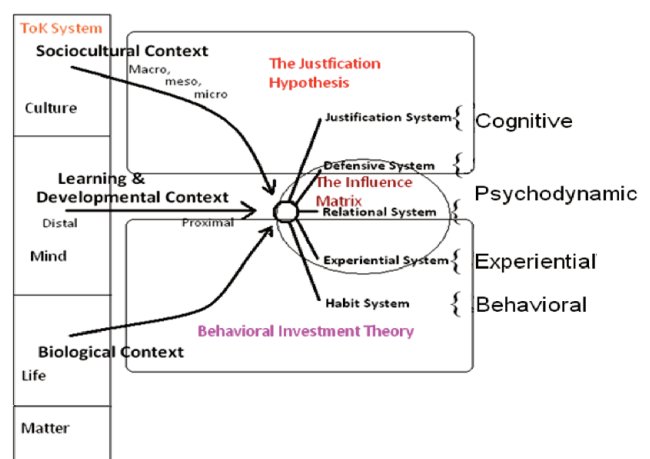 ToK System
Sociocultural Context
Macro,
meso,
micro
Culture
The Justfication
Hypothesis
Justification System
{ Cognitive
Defensive System
{
The Influence
Matrix
Psychodynamic
Learning &
Developmental Context
Relational System
{
Distal
Proximal
Mind
Experiential System
{ Experiential
Habit System
{ Behavioral
Behavioral Investment Theory
Biological Context
Life
Matter